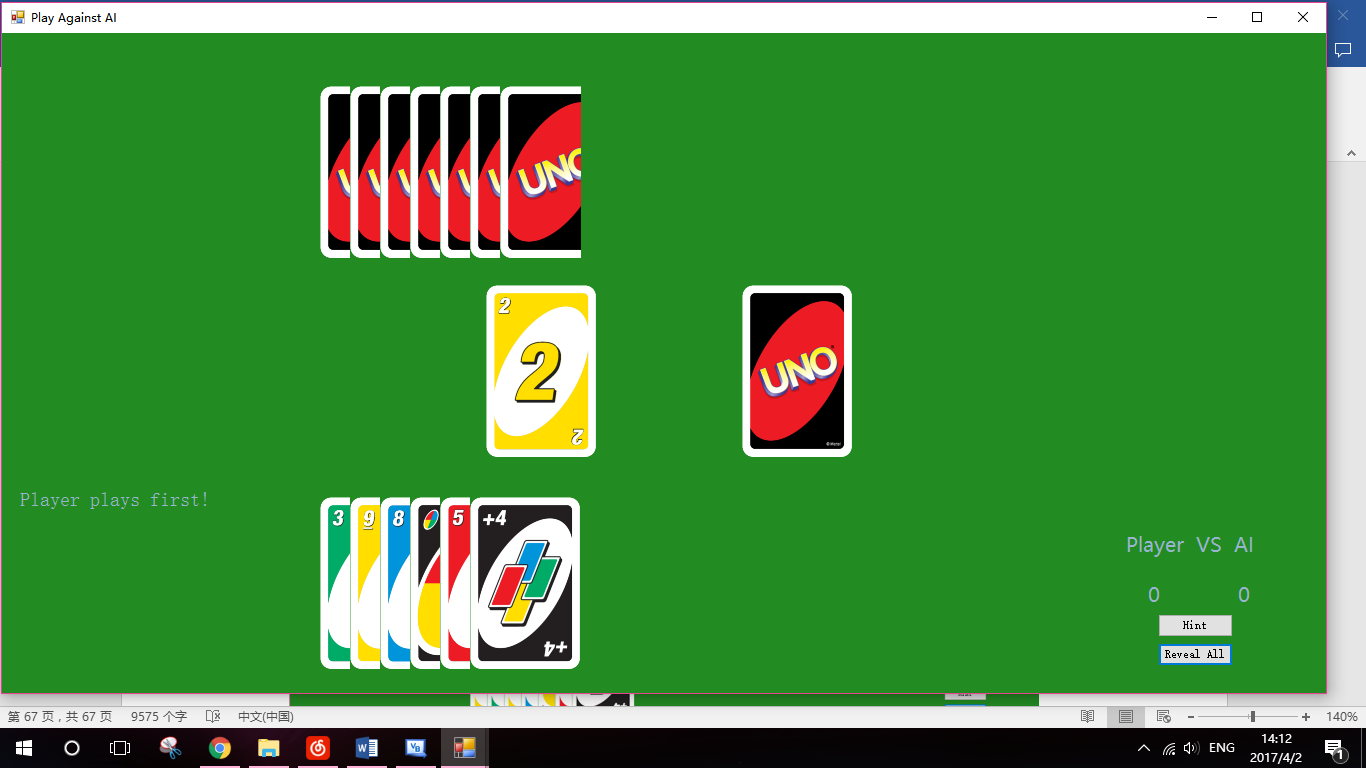 Play Against AI
UNO
2
2
UNO
Player plays first!
3 9 8 5 +4
+4
Player VS AI
0 0
Hint
Reveal All
第 67 页，共 67 页 9575 个字 中文(中国) 140%
ENG
14:12
2017/4/2
1